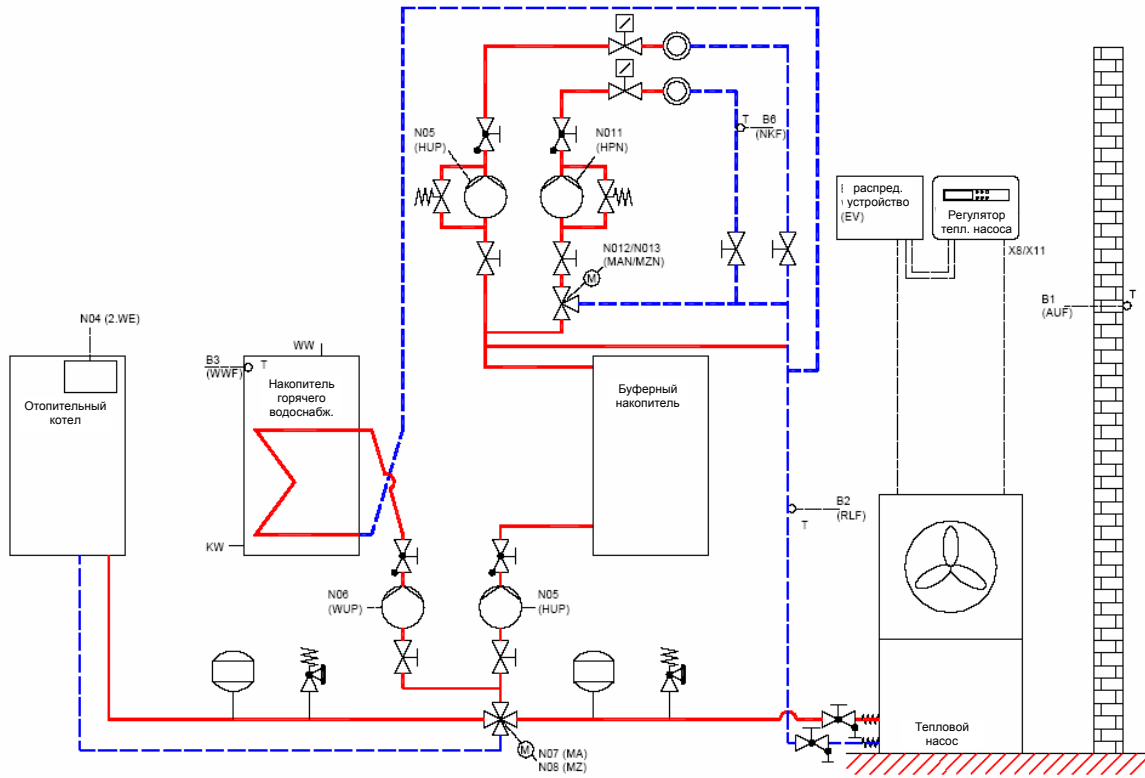 N05
(HUP)
N011
(HPN)
T
B6
(NKF)
распред.
устройство
(EV)
Регулятор
тепл. насоса
X8/X11
N012/N013
(MAN/MZN)
M
B1
(AUF)
T
N04 (2.WE)
WW
B3
(WWF)
T
Отопительный
котел
Накопитель
горячего
водоснабж.
Буферный
накопитель
B2
(RLF)
T
KW
N06
(WUP)
N05
(HUP)
Тепловой
насос
M
N07 (MA)
N08 (MZ)